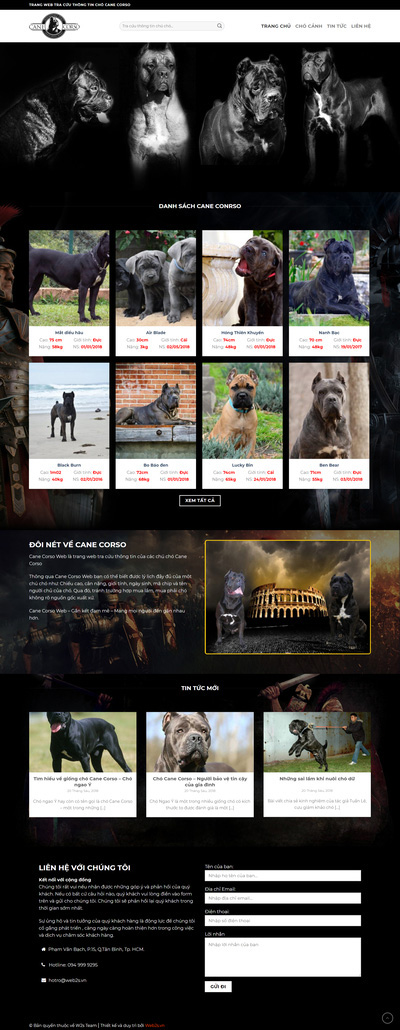 TRANG WEB TRA CỨU THÔNG TIN CHÓ CANE CORSO
CANE CORSO
Tra cứu thông tin chú chó...
TRANG CHỦ
CHÓ CẢNH
TIN TỨC
LIÊN HỆ
DANH SÁCH CANE CONRSO
Mắt diều hâu
Cao: 75 cm Giới tính: Đực
Nặng: 58kg NS: 01/01/2018
Air Blade
Cao: 30cm Giới tính: Cái
Nặng: 3kg NS: 02/05/2018
Hồng Thiên Khuyển
Cao: 74cm Giới tính: Đực
Nặng: 48kg NS: 01/01/2018
Nanh Bạc
Cao: 70 cm Giới tính: Đực
Nặng: 48kg NS: 19/01/2017
Black Burn
Cao: 1m02 Giới tính: Đực
Nặng: 40kg NS: 02/01/2016
Ba Báo đen
Cao: 72cm Giới tính: Đực
Nặng: 69kg NS: 01/01/2018
Lucky Bin
Cao: 74cm Giới tính: Cái
Nặng: 65kg NS: 24/01/2018
Ben Bear
Cao: 71cm Giới tính: Đực
Nặng: 35kg NS: 03/01/2018
XEM TẤT CẢ
ĐÔI NÉT VỀ CANE CORSO
Cane Corso Web là trang web tra cứu thông tin của các chú chó Cane
Corso
Thông qua Cane Corso Web bạn có thể biết được lý lịch đầy đủ của một
chú chó như: Chiều cao, cân nặng, giới tính, ngày sinh, mã chip và tên
người chủ của chó. Qua đó, tránh trường hợp mua lầm, mua phải chó
không rõ nguồn gốc xuất xứ.
Cane Corso Web – Gắn kết đam mê – Mang mọi người đến gần nhau
hơn.
TIN TỨC MỚI
Tìm hiểu về giống chó Cane Corso – Chó
ngao Ý
Chó ngao Ý hay còn có tên gọi là chó Cane Corso
– một trong những [...]
Chó Cane Corso – Người bảo vệ tin cậy
của gia đình
Chó Ngao Ý là một trong nhiều giống chó có kích
thước to được đánh giá là một [...]
Những sai lầm khi nuôi chó dữ
Bài viết chia sẻ kinh nghiệm của tác giả Tuấn Lê,
cựu giám khảo chó [...]
LIÊN HỆ VỚI CHÚNG TÔI
Kết nối với cộng đồng
Chúng tôi rất vui nếu nhận được những góp ý và phản hồi của quý
khách. Nếu có bất cứ câu hỏi nào, quý khách vui lòng điền vào form
trên và gửi cho chúng tôi. Chúng tôi sẽ phản hồi lại quý khách trong
thời gian sớm nhất.
Sự ủng hộ và tin tưởng của quý khách hàng là động lực để chúng tôi
cố gắng phát triển , càng ngày càng hoàn thiện hơn trong công việc
và dịch vụ chăm sóc khách hàng.
Phạm Văn Bạch, P.15, Q.Tân Bình, Tp. HCM.
Hotline: 094 999 9295
hotro@web2s.vn
Tên của bạn:
Nhập họ tên của bạn...
Địa chỉ Email:
Nhập địa chỉ email...
Điện thoại:
Nhập số điện thoại...
Lời nhắn
Nhập lời nhắn của bạn
GỬI ĐI
© Bản quyền thuộc về W2s Team | Thiết kế và duy trì bởi Web2s.vn